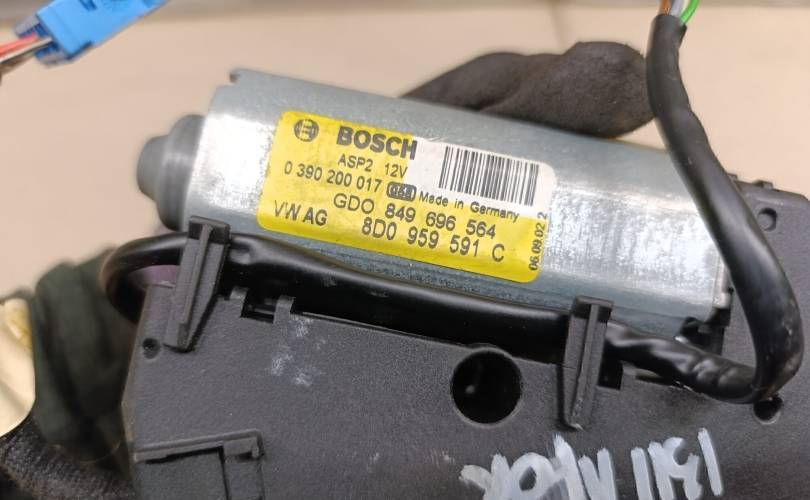 BOSCH
ASP2 12V
0 390 200 017 Made in Germany
GDO 849 696 564
VW AG 8D0 959 591 C
06.09.02 2